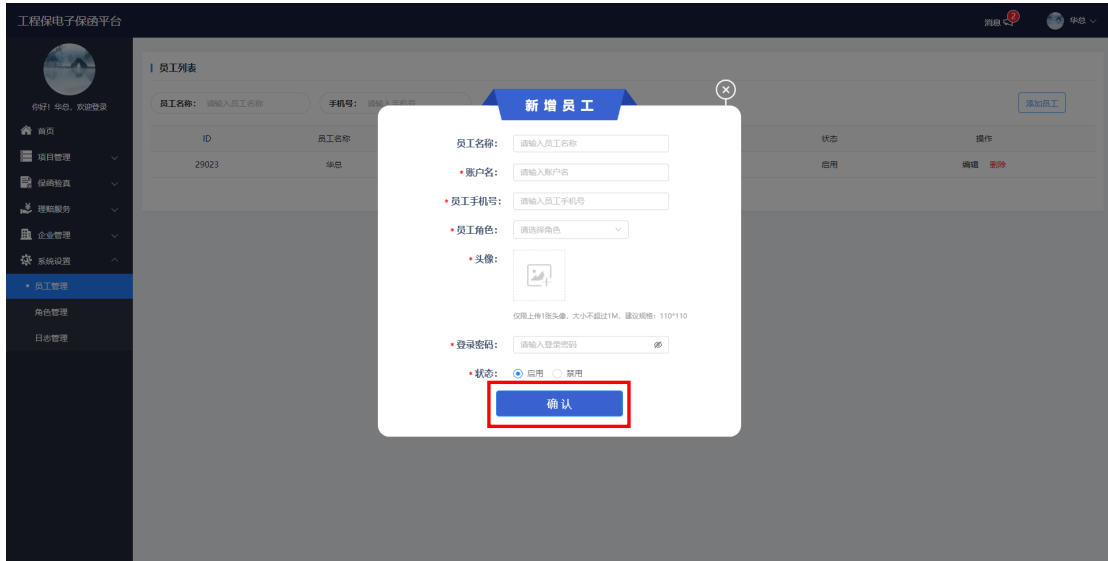 工程保电子保函平台
消息 2
华总
你好! 华总, 欢迎登录
首页
项目管理
保函验真
理赔服务
企业管理
系统设置
员工管理
角色管理
日志管理
员工列表
员工名称: 请输入员工名称
手机号: 请输入手机号
添加员工
ID 员工名称 状态 操作
29023 华总 启用 编辑 删除
新增员工
员工名称: 请输入员工名称
*账户名: 请输入账户名
*员工手机号: 请输入员工手机号
*员工角色: 请选择角色
*头像:
仅限上传1张头像, 大小不超过1M, 建议规格: 110*110
*登录密码: 请输入登录密码
*状态: 启用 禁用
确认